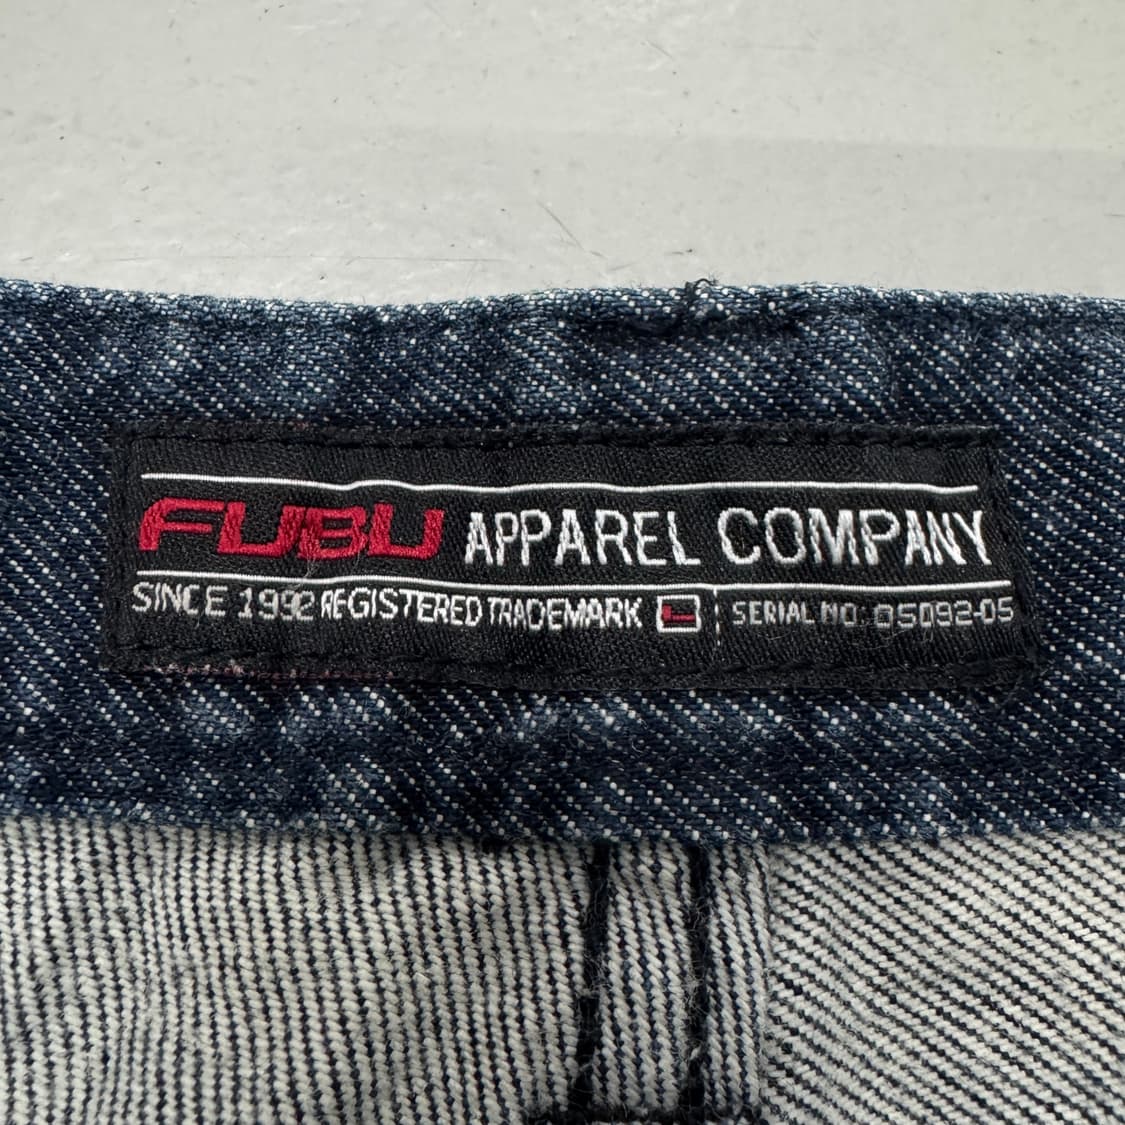 FUBU APPAREL COMPANY
SINCE 1992 REGISTERED TRADEMARK SERIAL NO. 05092-05